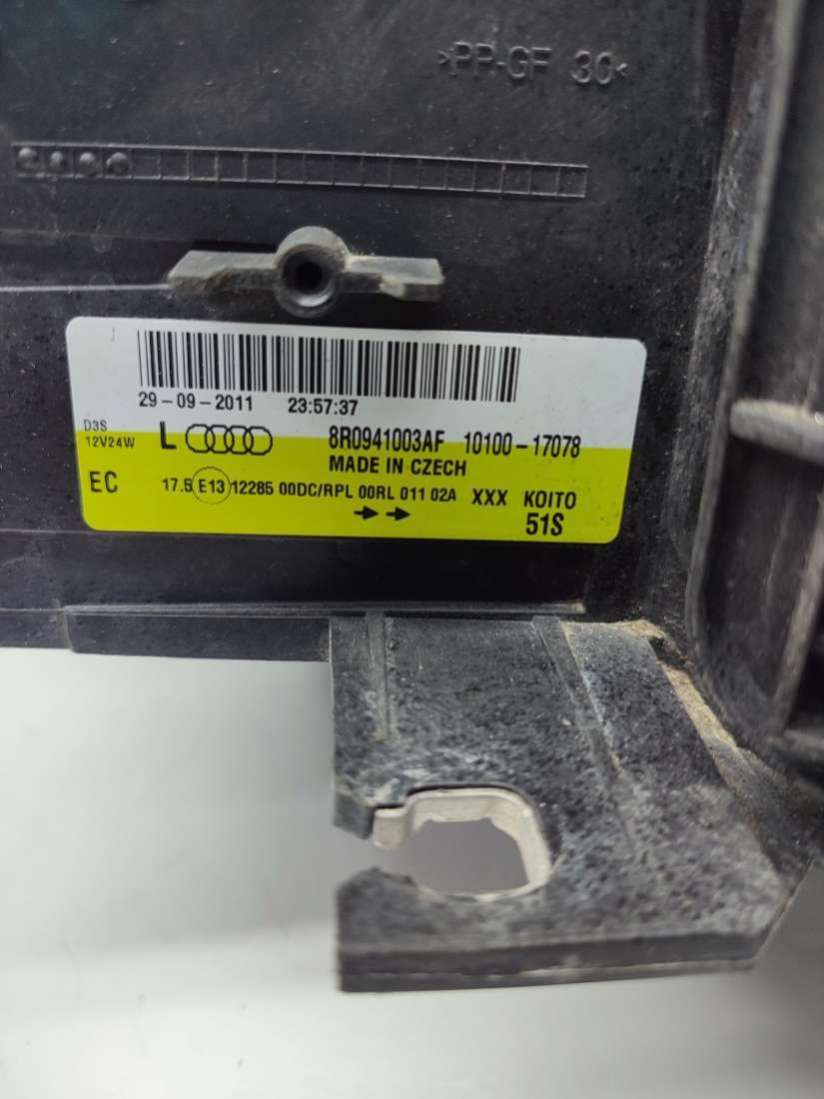 >PP-GF 30<
29-09-2011 23:57:37
D3S
12V24W
L 8R0941003AF 10100-17078
MADE IN CZECH
EC 17.5 E13 12285 00DC/RPL 00RL 011 02A XXX KOITO
51S